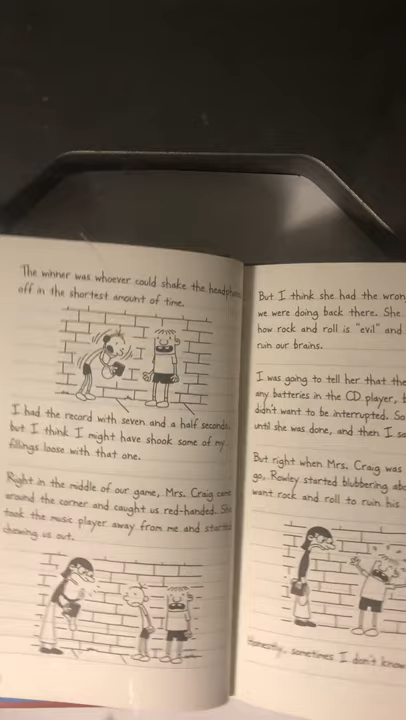 The winner was whoever could shake the headphones
off in the shortest amount of time.
I had the record with seven and a half seconds,
but I think I might have shook some of my
fillings loose with that one.
Right in the middle of our game, Mrs. Craig came
around the corner and caught us red-handed. She
took the music player away from me and started
chewing us out.
But I think she had the
we were doing back there. She
how rock and roll is "evil" and
ruin our brains.
I was going to tell her that the
any batteries in the CD player,
didn't want to be interrupted. So
until she was done, and then I
But right when Mrs. Craig was
go, Rowley started blubbering
want rock and roll to ruin his
Honestly, sometimes I don't know